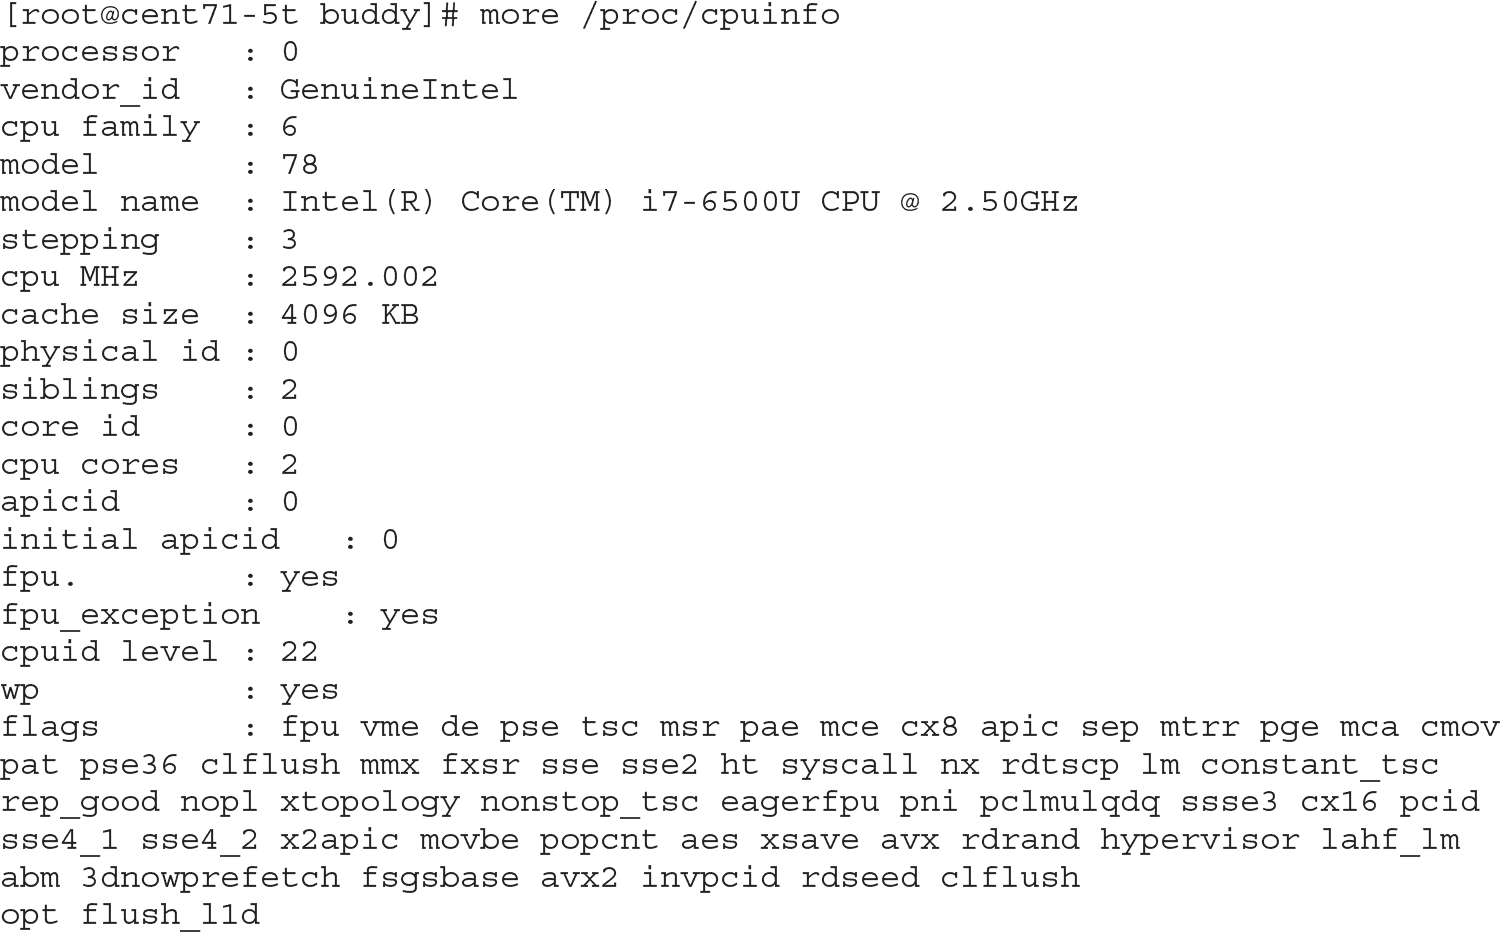 [root@cent71-5t buddy]# more /proc/cpuinfo
processor   : 0
vendor_id   : GenuineIntel
cpu family  : 6
model       : 78
model name  : Intel(R) Core(TM) i7-6500U CPU @ 2.50GHz
stepping    : 3
cpu MHz     : 2592.002
cache size  : 4096 KB
physical id : 0
siblings    : 2
core id     : 0
cpu cores   : 2
apicid      : 0
initial apicid   : 0
fpu.        : yes
fpu_exception    : yes
cpuid level : 22
wp          : yes
flags       : fpu vme de pse tsc msr pae mce cx8 apic sep mtrr pge mca cmov
pat pse36 clflush mmx fxsr sse sse2 ht syscall nx rdtscp lm constant_tsc
rep_good nopl xtopology nonstop_tsc eagerfpu pni pclmulqdq ssse3 cx16 pcid
sse4_1 sse4_2 x2apic movbe popcnt aes xsave avx rdrand hypervisor lahf_lm
abm 3dnowprefetch fsgsbase avx2 invpcid rdseed clflush
opt flush_l1d